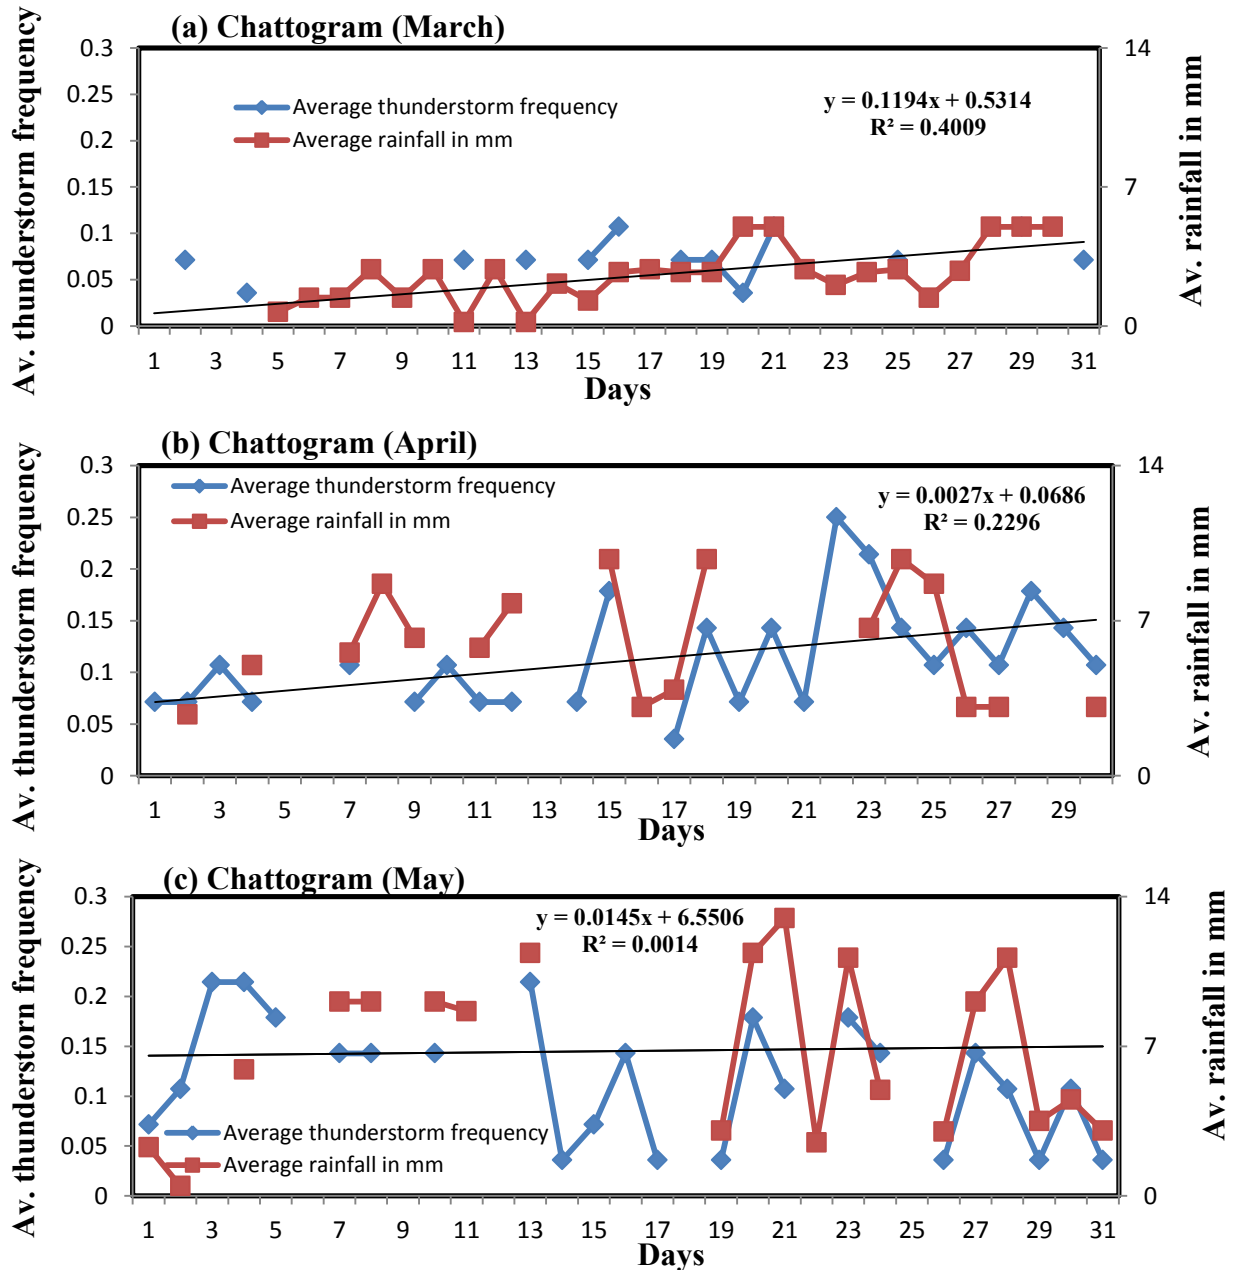 (a) Chattogram (March)
Av. thunderstorm frequency
0.3
0.25
0.2
0.15
0.1
0.05
0
Average thunderstorm frequency
Average rainfall in mm
y = 0.1194x + 0.5314
R² = 0.4009
14
7
0
Av. rainfall in mm
1 3 5 7 9 11 13 15 17 19 21 23 25 27 29 31
Days
(b) Chattogram (April)
Av. thunderstorm frequency
0.3
0.25
0.2
0.15
0.1
0.05
0
Average thunderstorm frequency
Average rainfall in mm
y = 0.0027x + 0.0686
R² = 0.2296
14
7
0
Av. rainfall in mm
1 3 5 7 9 11 13 15 17 19 21 23 25 27 29
Days
(c) Chattogram (May)
Av. thunderstorn frequency
0.3
0.25
0.2
0.15
0.1
0.05
0
y = 0.0145x + 6.5506
R² = 0.0014
Average thunderstorm frequency
Average rainfall in mm
14
7
0
Av. rainfall in mm
1 3 5 7 9 11 13 15 17 19 21 23 25 27 29 31
Days